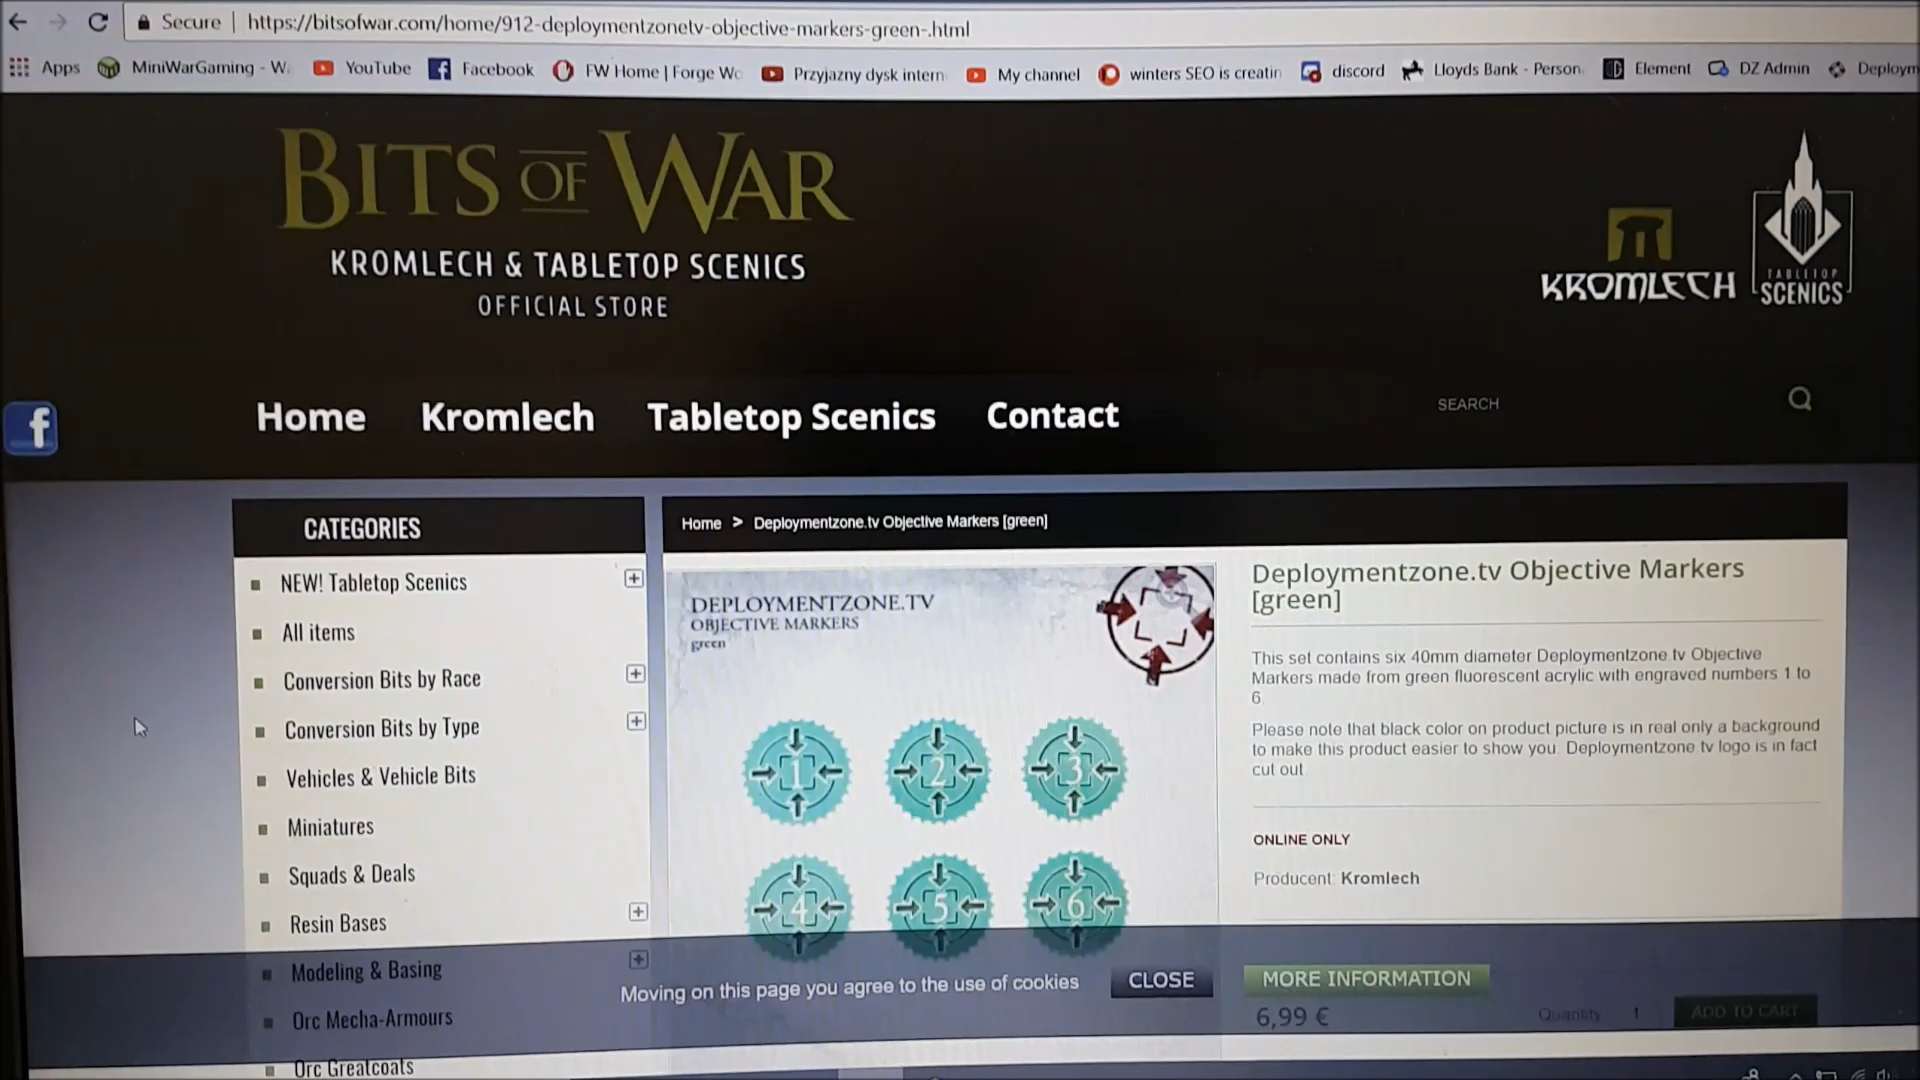 Secure | https://bitsofwar.com/home/912-deploymentzonetv-objective-markers-green-.html
Apps MiniWarGaming - W. YouTube Facebook FW Home | Forge Wo Przyjazny dysk intern My channel winters SEO is creatin discord Lloyds Bank - Person. Element DZ Admin Deploym
BITS OF WAR
KROMLECH & TABLETOP SCENICS
OFFICIAL STORE
KROMLECH
TABLETOP
SCENICS
Home Kromlech Tabletop Scenics Contact
SEARCH
CATEGORIES
NEW! Tabletop Scenics
All items
Conversion Bits by Race
Conversion Bits by Type
Vehicles & Vehicle Bits
Miniatures
Squads & Deals
Resin Bases
Modeling & Basing
Orc Mecha-Armours
Orc Greatcoats
Home > Deploymentzone.tv Objective Markers [green]
DEPLOYMENTZONE.TV
OBJECTIVE MARKERS
green
1 2 3
4 5 6
Deploymentzone.tv Objective Markers
[green]
This set contains six 40mm diameter Deploymentzone.tv Objective
Markers made from green fluorescent acrylic with engraved numbers 1 to
6.
Please note that black color on product picture is in real only a background
to make this product easier to show you. Deploymentzone.tv logo is in fact
cut out.
ONLINE ONLY
Producent: Kromlech
Moving on this page you agree to the use of cookies CLOSE MORE INFORMATION
6,99 € Quantity 1 ADD TO CART